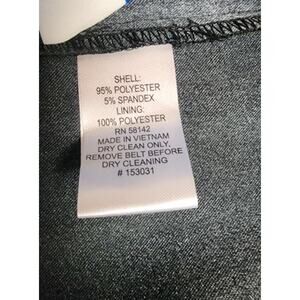 SHELL:
95% POLYESTER
5% SPANDEX
LINING:
100% POLYESTER
RN 58142
MADE IN VIETNAM
DRY CLEAN ONLY,
REMOVE BELT BEFORE
DRY CLEANING
# 153031